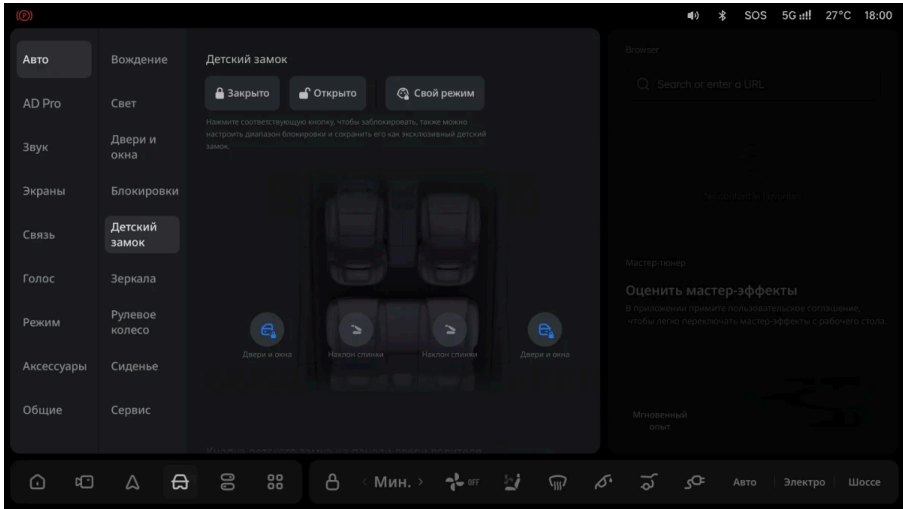 SOS 5G 27°C 18:00
Авто
AD Pro
Звук
Экраны
Связь
Голос
Режим
Аксессуары
Общие
Вождение
Свет
Двери и
окна
Блокировки
Детский
замок
Зеркала
Рулевое
колесо
Сиденье
Сервис
Детский замок
Закрыто
Открыто
Свой режим
Нажмите соответствующую кнопку, чтобы заблокировать, также можно
настроить диапазон блокировки и сохранить его как эксклюзивный детский
замок.
Двери и окна
Наклон спинки
Наклон спинки
Двери и окна
Browser
Search or enter a URL
Мастер-тюнер
Оценить мастер-эффекты
В приложении примите пользовательское соглашение,
чтобы легко переключать мастер-эффекты с рабочего стола.
Мгновенный
опыт
Мин.
OFF
Авто
Электро
Шоссе